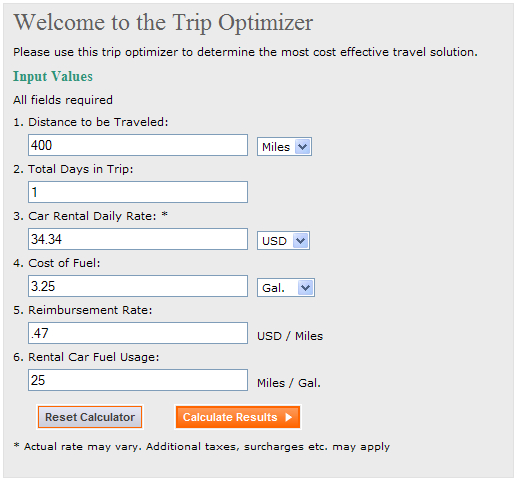 Welcome to the Trip Optimizer
Please use this trip optimizer to determine the most cost effective travel solution.
Input Values
All fields required
1. Distance to be Traveled:
400 Miles
2. Total Days in Trip:
1
3. Car Rental Daily Rate: *
34.34 USD
4. Cost of Fuel:
3.25 Gal.
5. Reimbursement Rate:
.47 USD / Miles
6. Rental Car Fuel Usage:
25 Miles / Gal.
Reset Calculator Calculate Results
* Actual rate may vary. Additional taxes, surcharges etc. may apply